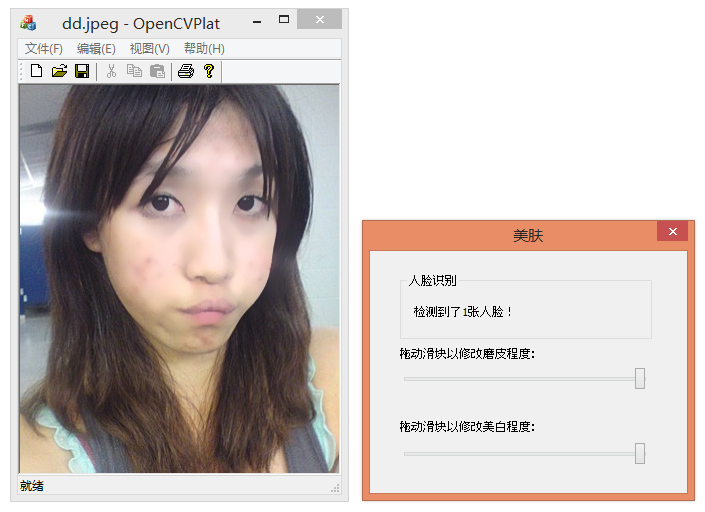 dd.jpeg - OpenCVPlat
文件(F) 编辑(E) 视图(V) 帮助(H)
就绪
美肤
人脸识别
检测到了1张人脸！
拖动滑块以修改磨皮程度:
拖动滑块以修改美白程度: